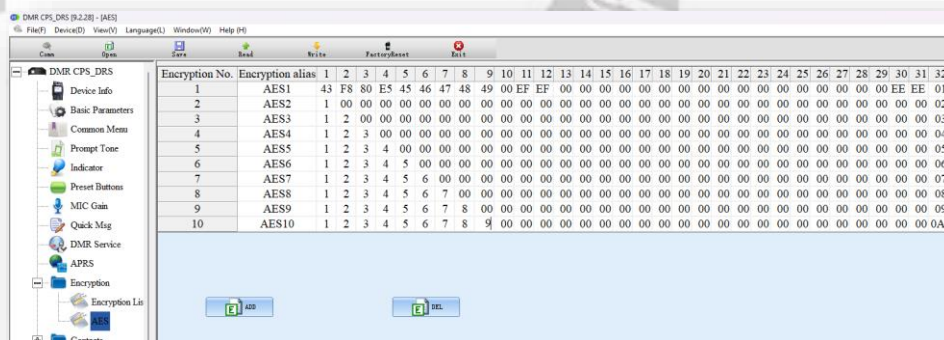 DMR CPS_DRS [9.2.28] - [AES]
File(F) Device(D) View(V) Language(L) Window(W) Help (H)
Comm Open Save Read Write FactoryReset Exit
DMR CPS_DRS
Device Info
Basic Parameters
Common Menu
Prompt Tone
Indicator
Preset Buttons
MIC Gain
Quick Msg
DMR Service
APRS
Encryption
Encryption Lis
AES
Contacts
Encryption No. Encryption alias 1 2 3 4 5 6 7 8 9 10 11 12 13 14 15 16 17 18 19 20 21 22 23 24 25 26 27 28 29 30 31 32
1 AES1 43 F8 80 E5 45 46 47 48 49 00 EF EF 00 00 00 00 00 00 00 00 00 00 00 00 00 00 00 00 00 EE EE 01
2 AES2 1 00 00 00 00 00 00 00 00 00 00 00 00 00 00 00 00 00 00 00 00 00 00 00 00 00 00 00 00 00 00 02
3 AES3 1 2 00 00 00 00 00 00 00 00 00 00 00 00 00 00 00 00 00 00 00 00 00 00 00 00 00 00 00 00 00 03
4 AES4 1 2 3 00 00 00 00 00 00 00 00 00 00 00 00 00 00 00 00 00 00 00 00 00 00 00 00 00 00 00 00 04
5 AES5 1 2 3 4 00 00 00 00 00 00 00 00 00 00 00 00 00 00 00 00 00 00 00 00 00 00 00 00 00 00 00 05
6 AES6 1 2 3 4 5 00 00 00 00 00 00 00 00 00 00 00 00 00 00 00 00 00 00 00 00 00 00 00 00 00 00 06
7 AES7 1 2 3 4 5 6 00 00 00 00 00 00 00 00 00 00 00 00 00 00 00 00 00 00 00 00 00 00 00 00 00 07
8 AES8 1 2 3 4 5 6 7 00 00 00 00 00 00 00 00 00 00 00 00 00 00 00 00 00 00 00 00 00 00 00 00 08
9 AES9 1 2 3 4 5 6 7 8 00 00 00 00 00 00 00 00 00 00 00 00 00 00 00 00 00 00 00 00 00 00 00 09
10 AES10 1 2 3 4 5 6 7 8 9 00 00 00 00 00 00 00 00 00 00 00 00 00 00 00 00 00 00 00 00 00 00 0A
ADD DEL